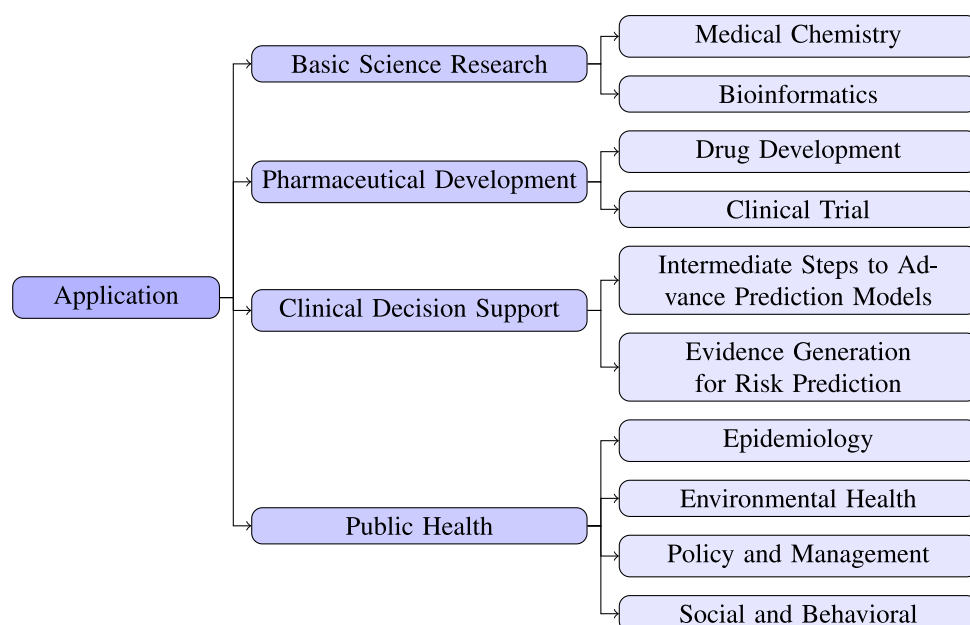 Application
Basic Science Research
Medical Chemistry
Bioinformatics
Pharmaceutical Development
Drug Development
Clinical Trial
Clinical Decision Support
Intermediate Steps to Ad-
vance Prediction Models
Evidence Generation
for Risk Prediction
Public Health
Epidemiology
Environmental Health
Policy and Management
Social and Behavioral